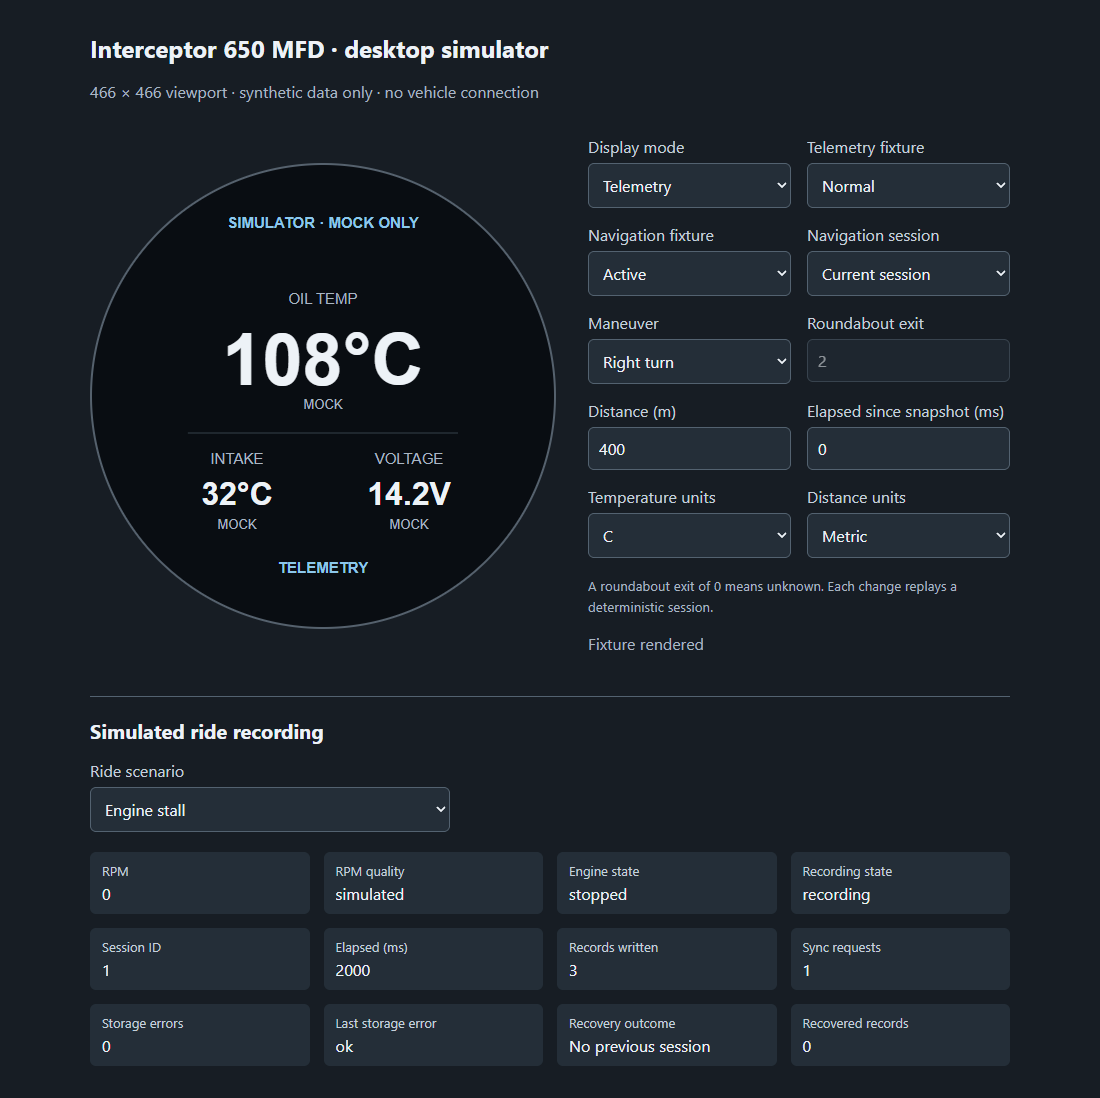 Interceptor 650 MFD · desktop simulator
466 × 466 viewport · synthetic data only · no vehicle connection
SIMULATOR · MOCK ONLY
OIL TEMP
108°C
MOCK
INTAKE
32°C
MOCK
VOLTAGE
14.2V
MOCK
TELEMETRY
Display mode
Telemetry
Telemetry fixture
Normal
Navigation fixture
Active
Navigation session
Current session
Maneuver
Right turn
Roundabout exit
2
Distance (m)
400
Elapsed since snapshot (ms)
0
Temperature units
C
Distance units
Metric
A roundabout exit of 0 means unknown. Each change replays a
deterministic session.
Fixture rendered
Simulated ride recording
Ride scenario
Engine stall
RPM
0
RPM quality
simulated
Engine state
stopped
Recording state
recording
Session ID
1
Elapsed (ms)
2000
Records written
3
Sync requests
1
Storage errors
0
Last storage error
ok
Recovery outcome
No previous session
Recovered records
0